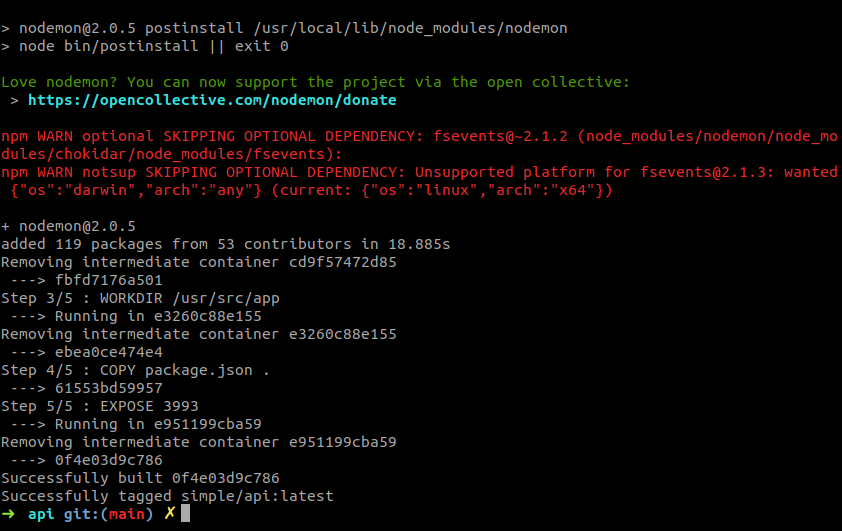 > nodemon@2.0.5 postinstall /usr/local/lib/node_modules/nodemon
> node bin/postinstall || exit 0
Love nodemon? You can now support the project via the open collective:
 > https://opencollective.com/nodemon/donate
npm WARN optional SKIPPING OPTIONAL DEPENDENCY: fsevents@~2.1.2 (node_modules/nodemon/node_mo
dules/chokidar/node_modules/fsevents):
npm WARN notsup SKIPPING OPTIONAL DEPENDENCY: Unsupported platform for fsevents@2.1.3: wanted
 {"os":"darwin","arch":"any"} (current: {"os":"linux","arch":"x64"})
+ nodemon@2.0.5
added 119 packages from 53 contributors in 18.885s
Removing intermediate container cd9f57472d85
 ---> fbfd7176a501
Step 3/5 : WORKDIR /usr/src/app
 ---> Running in e3260c88e155
Removing intermediate container e3260c88e155
 ---> ebea0ce474e4
Step 4/5 : COPY package.json .
 ---> 61553bd59957
Step 5/5 : EXPOSE 3993
 ---> Running in e951199cba59
Removing intermediate container e951199cba59
 ---> 0f4e03d9c786
Successfully built 0f4e03d9c786
Successfully tagged simple/api:latest
➜  api git:(main) ✗